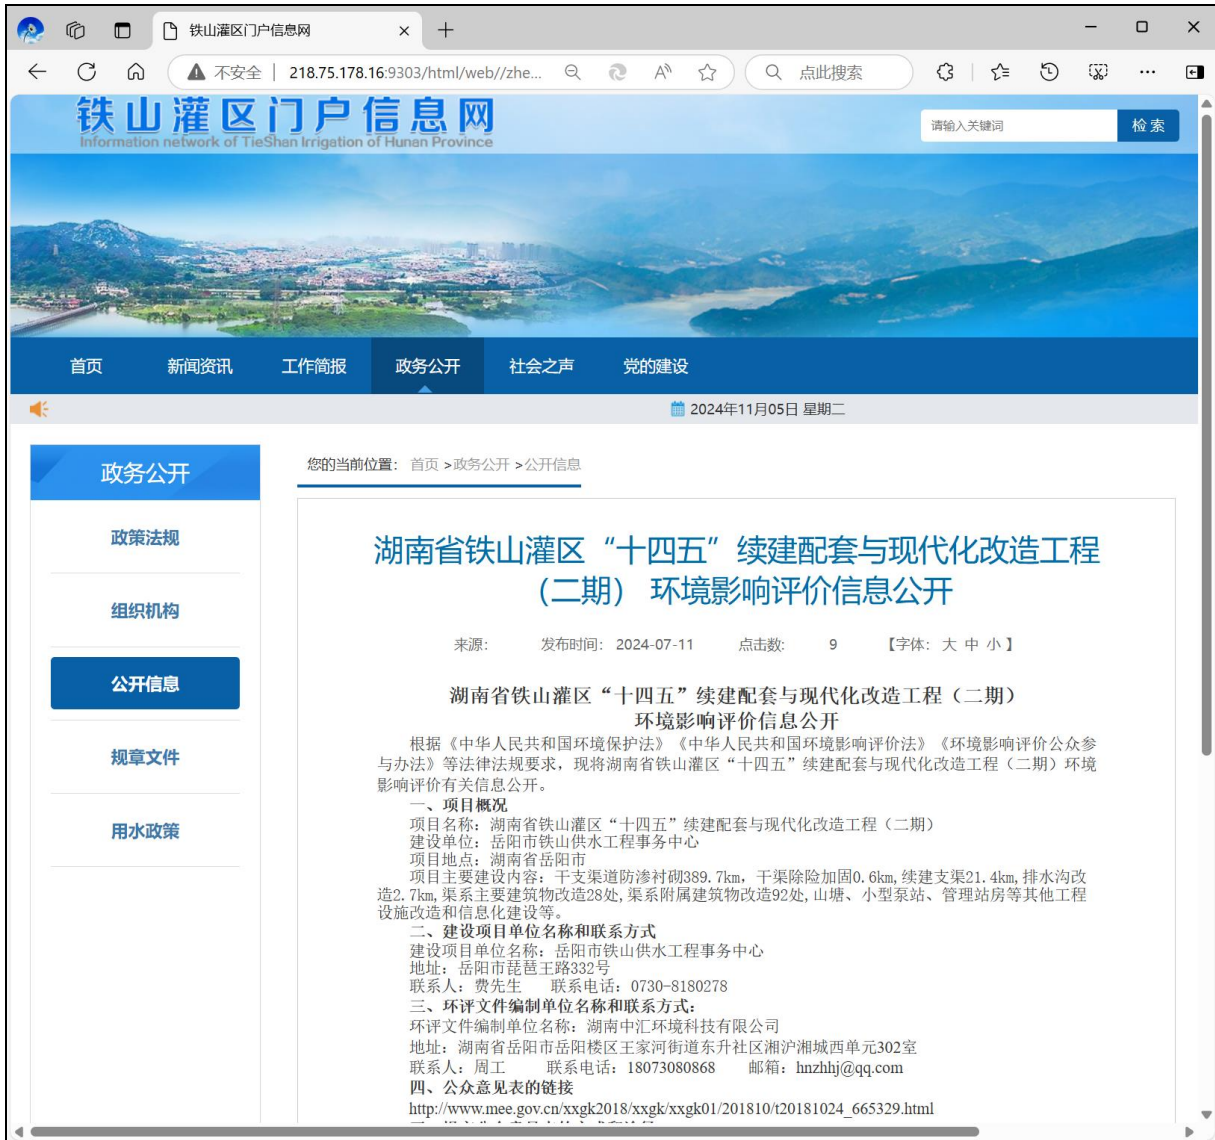 铁山灌区门户信息网
不安全 | 218.75.178.16:9303/html/web//zhe...
点此搜索
铁山灌区门户信息网
Information network of TieShan Irrigation of Hunan Province
请输入关键词
检索
首页 新闻资讯 工作简报 政务公开 社会之声 党的建设
2024年11月05日 星期二
政务公开
政策法规
组织机构
公开信息
规章文件
用水政策
您的当前位置： 首页 >政务公开 >公开信息
湖南省铁山灌区“十四五”续建配套与现代化改造工程
（二期） 环境影响评价信息公开
来源: 发布时间: 2024-07-11 点击数: 9 【字体: 大 中 小 】
湖南省铁山灌区“十四五”续建配套与现代化改造工程（二期）
环境影响评价信息公开
根据《中华人民共和国环境保护法》《中华人民共和国环境影响评价法》《环境影响评价公众参
与办法》等法律法规要求，现将湖南省铁山灌区“十四五”续建配套与现代化改造工程（二期）环境
影响评价有关信息公开。
一、项目概况
项目名称：湖南省铁山灌区“十四五”续建配套与现代化改造工程（二期）
建设单位：岳阳市铁山供水工程事务中心
项目地点：湖南省岳阳市
项目主要建设内容：干支渠道防渗衬砌389.7km，干渠除险加固0.6km,续建支渠21.4km,排水沟改
造2.7km,渠系主要建筑物改造28处,渠系附属建筑物改造92处,山塘、小型泵站、管理站房等其他工程
设施改造和信息化建设等。
二、建设项目单位名称和联系方式
建设项目单位名称：岳阳市铁山供水工程事务中心
地址：岳阳市琵琶王路332号
联系人：费先生 联系电话：0730-8180278
三、环评文件编制单位名称和联系方式：
环评文件编制单位名称：湖南中汇环境科技有限公司
地址：湖南省岳阳市岳阳楼区王家河街道东升社区湘沪湘城西单元302室
联系人：周工 联系电话：18073080868 邮箱：hnzhhj@qq.com
四、公众意见表的链接
http://www.mee.gov.cn/xxgk2018/xxgk/xxgk01/201810/t20181024_665329.html